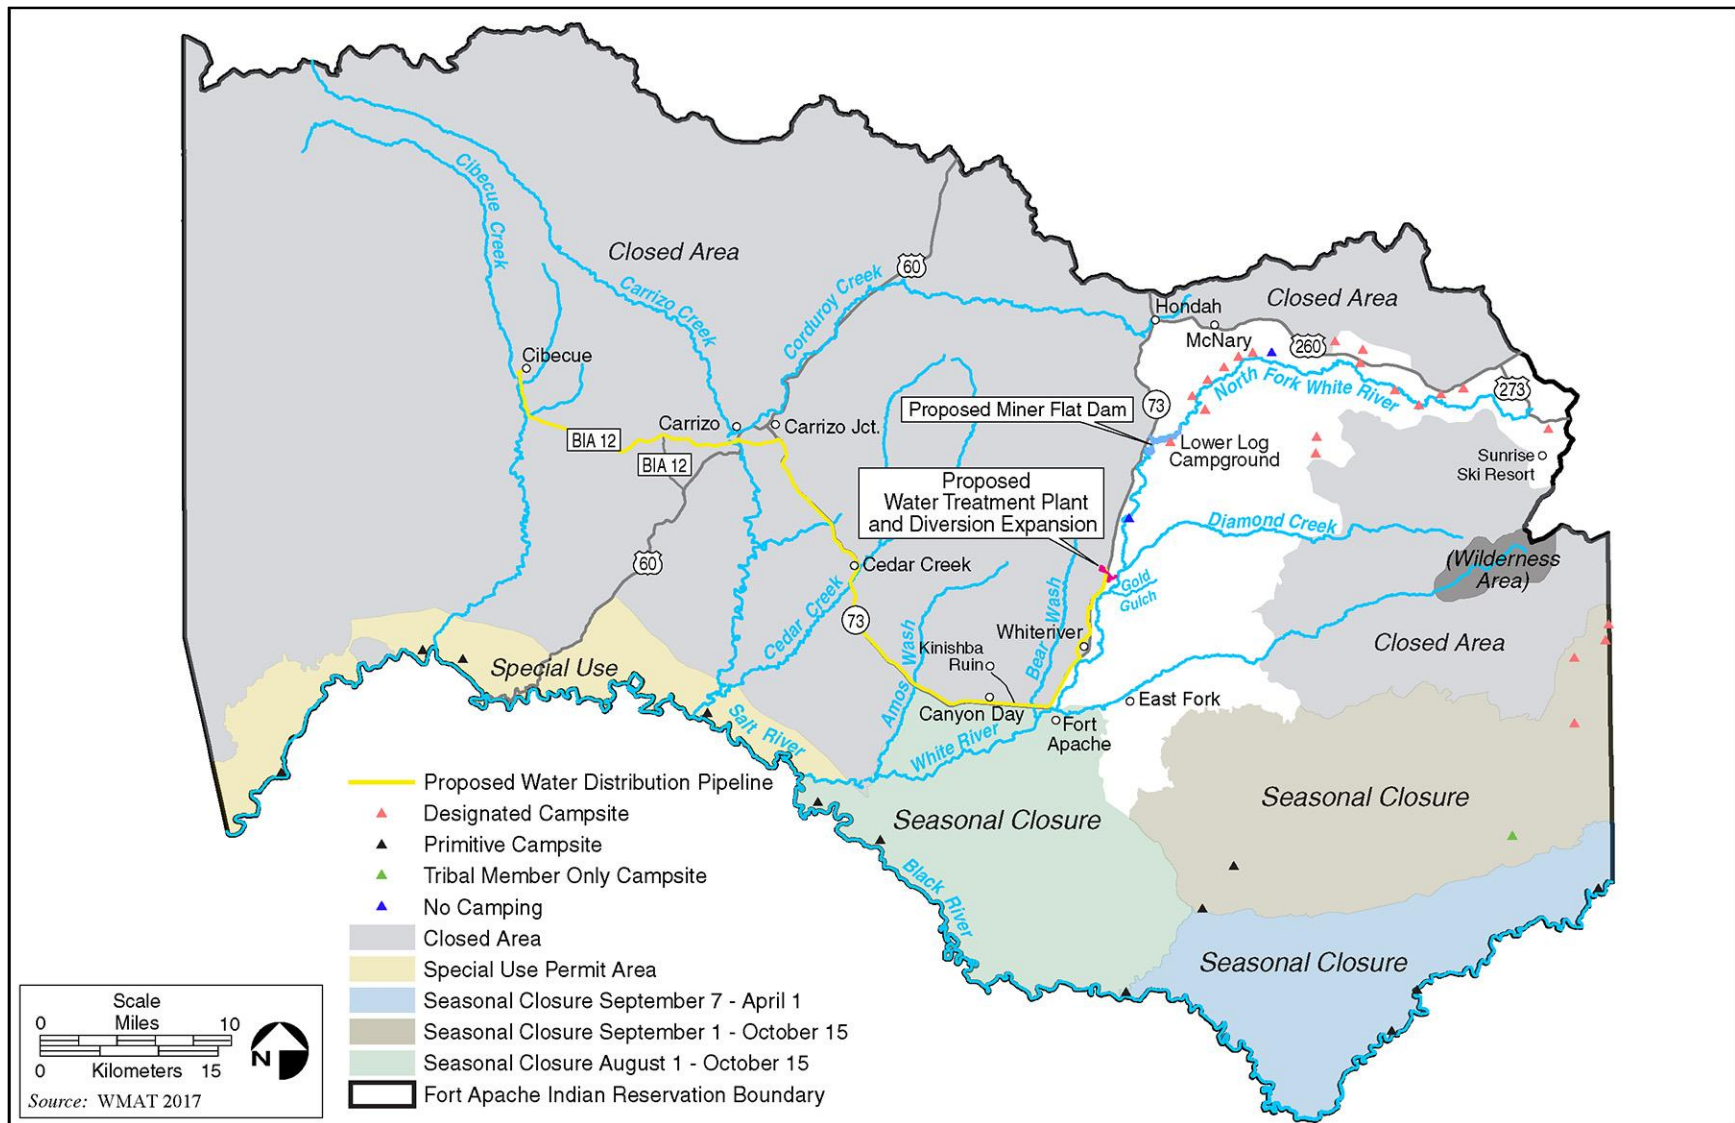 Cibecue Creek
Closed Area
Carrizo Creek
60
Corduroy Creek
Hondah
Closed Area
McNary
260
Cibecue
North Fork White River
273
73
Proposed Miner Flat Dam
Carrizo
Carrizo Jct.
BIA 12
BIA 12
Lower Log
Campground
Sunrise
Ski Resort
Proposed
Water Treatment Plant
and Diversion Expansion
Diamond Creek
60
Cedar Creek
(Wilderness
Area)
Gold
Gulch
Cedar Creek
73
Amos Wash
Bear Wash
Whiteriver
Kinishba
Ruin
Closed Area
Special Use
Salt River
Canyon Day
White River
Fort
Apache
East Fork
Seasonal Closure
Seasonal Closure
Black River
Seasonal Closure
Proposed Water Distribution Pipeline
Designated Campsite
Primitive Campsite
Tribal Member Only Campsite
No Camping
Closed Area
Special Use Permit Area
Seasonal Closure September 7 - April 1
Seasonal Closure September 1 - October 15
Seasonal Closure August 1 - October 15
Fort Apache Indian Reservation Boundary
Scale
0 Miles 10
0 Kilometers 15
N
Source: WMAT 2017